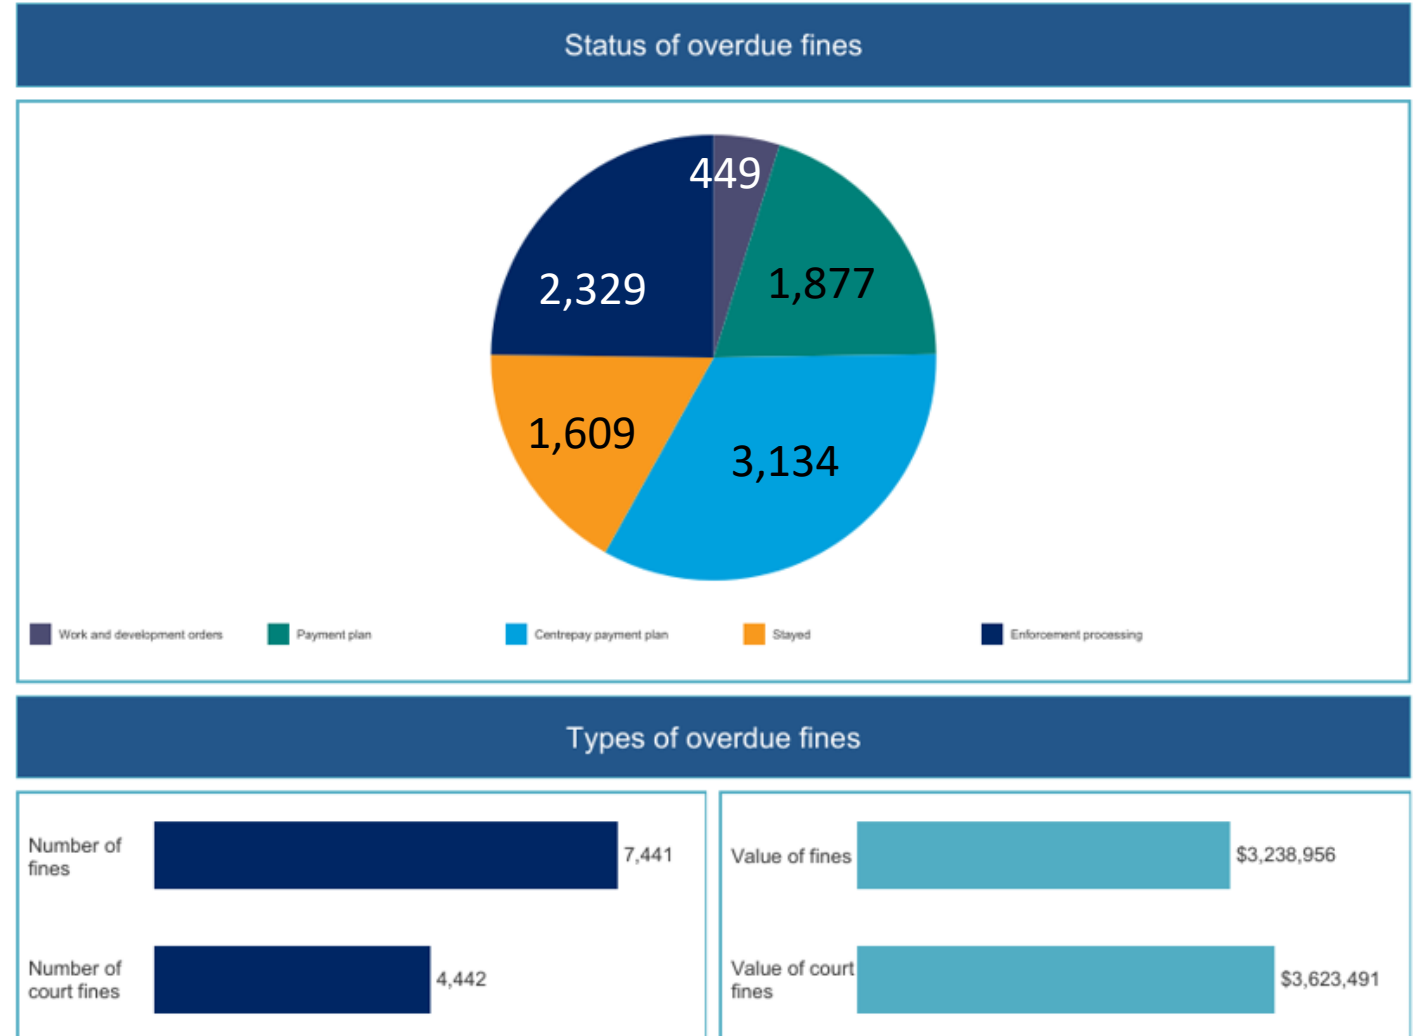 Status of overdue fines
449
2,329
1,877
1,609
3,134
Work and development orders
Payment plan
Centrepay payment plan
Stayed
Enforcement processing
Types of overdue fines
Number of
fines
7,441
Number of
court fines
4,442
Value of fines
$3,238,956
Value of court
fines
$3,623,491